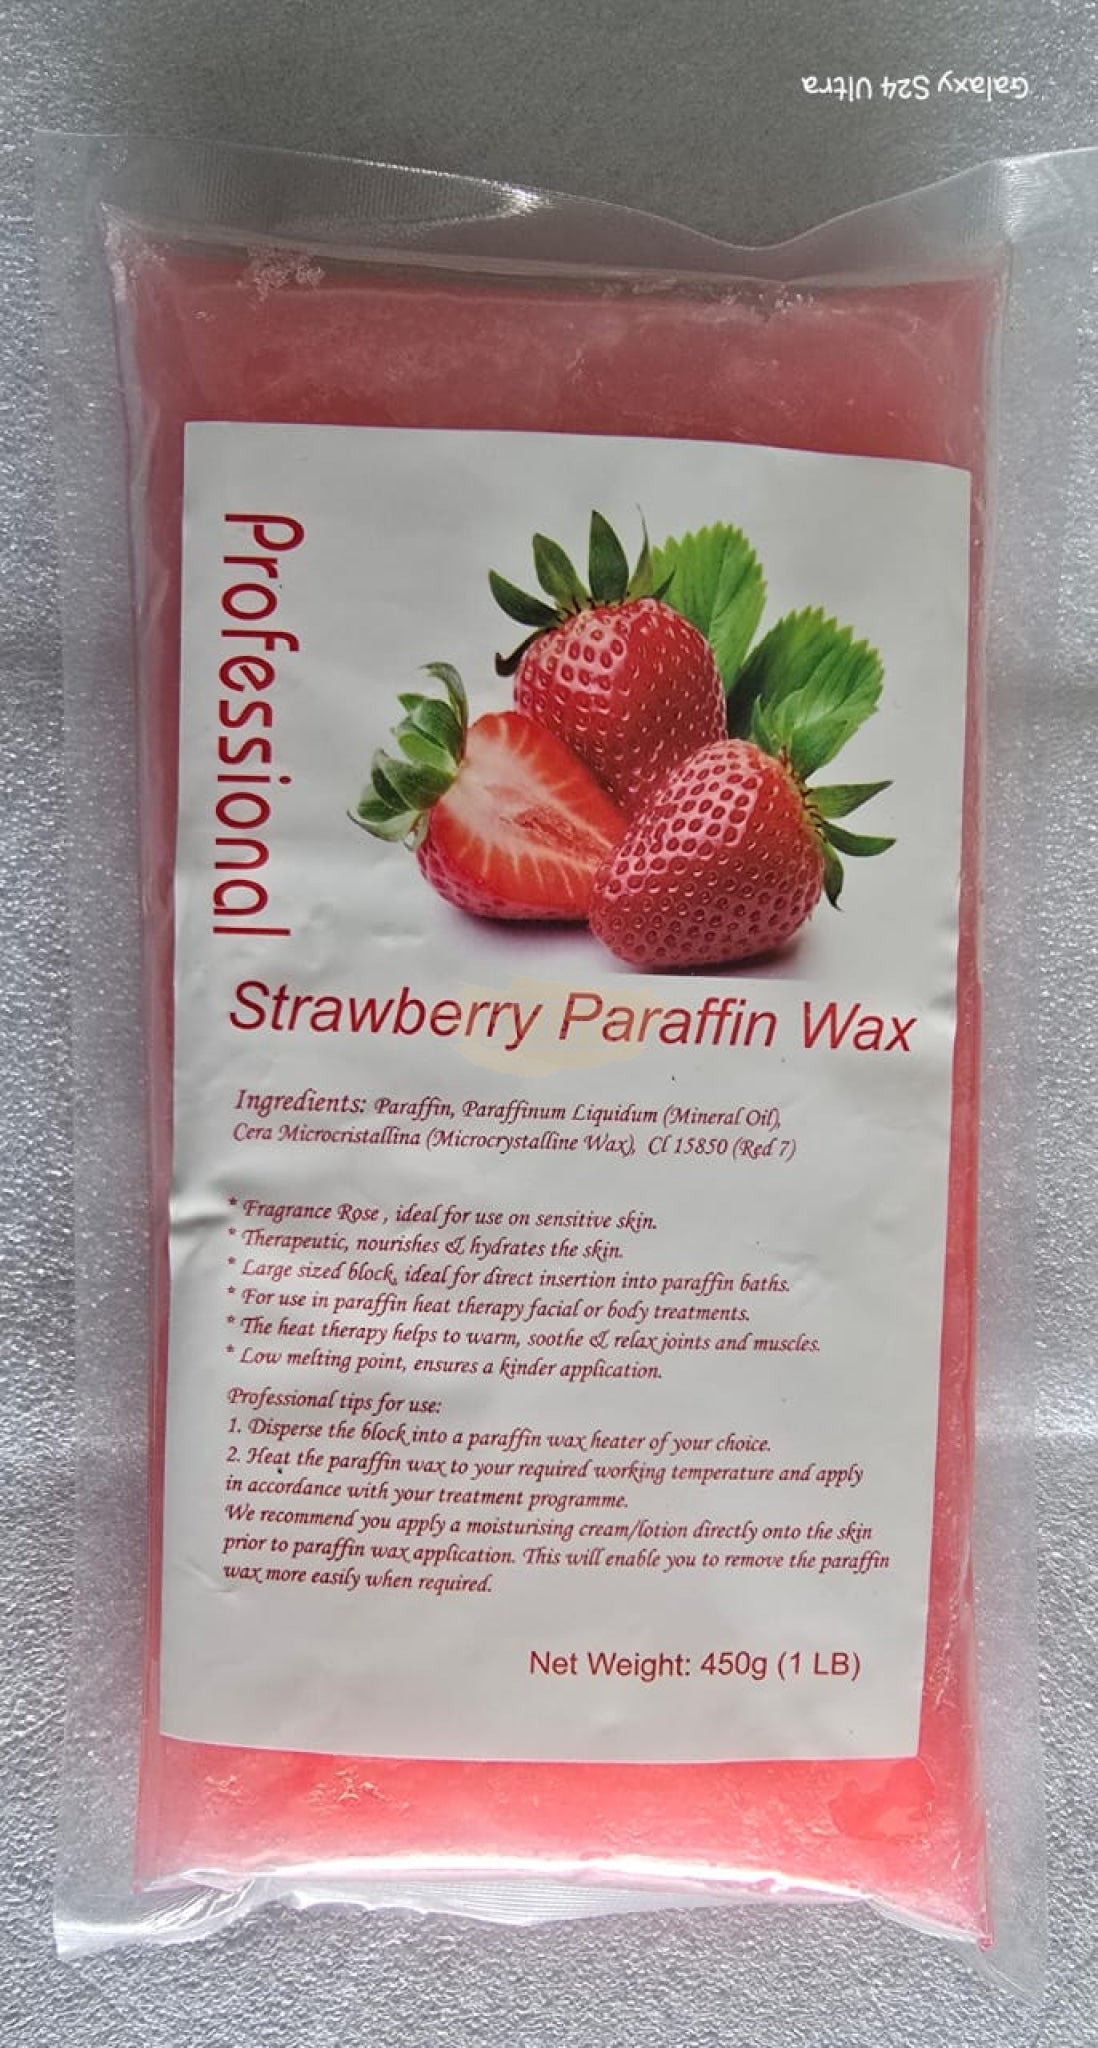 Galaxy S24 Ultra
Professional
Strawberry Paraffin Wax
Ingredients: Paraffin, Paraffinum Liquidum (Mineral Oil),
Cera Microcristallina (Microcrystalline Wax), Cl 15850 (Red 7)
* Fragrance Rose , ideal for use on sensitive skin.
* Therapeutic, nourishes & hydrates the skin.
* Large sized block, ideal for direct insertion into paraffin baths.
* For use in paraffin heat therapy facial or body treatments.
* The heat therapy helps to warm, soothe & relax joints and muscles.
* Low melting point, ensures a kinder application.
Professional tips for use:
1. Disperse the block into a paraffin wax heater of your choice.
2. Heat the paraffin wax to your required working temperature and apply
in accordance with your treatment programme.
We recommend you apply a moisturising cream/lotion directly onto the skin
prior to paraffin wax application. This will enable you to remove the paraffin
wax more easily when required.
Net Weight: 450g (1 LB)